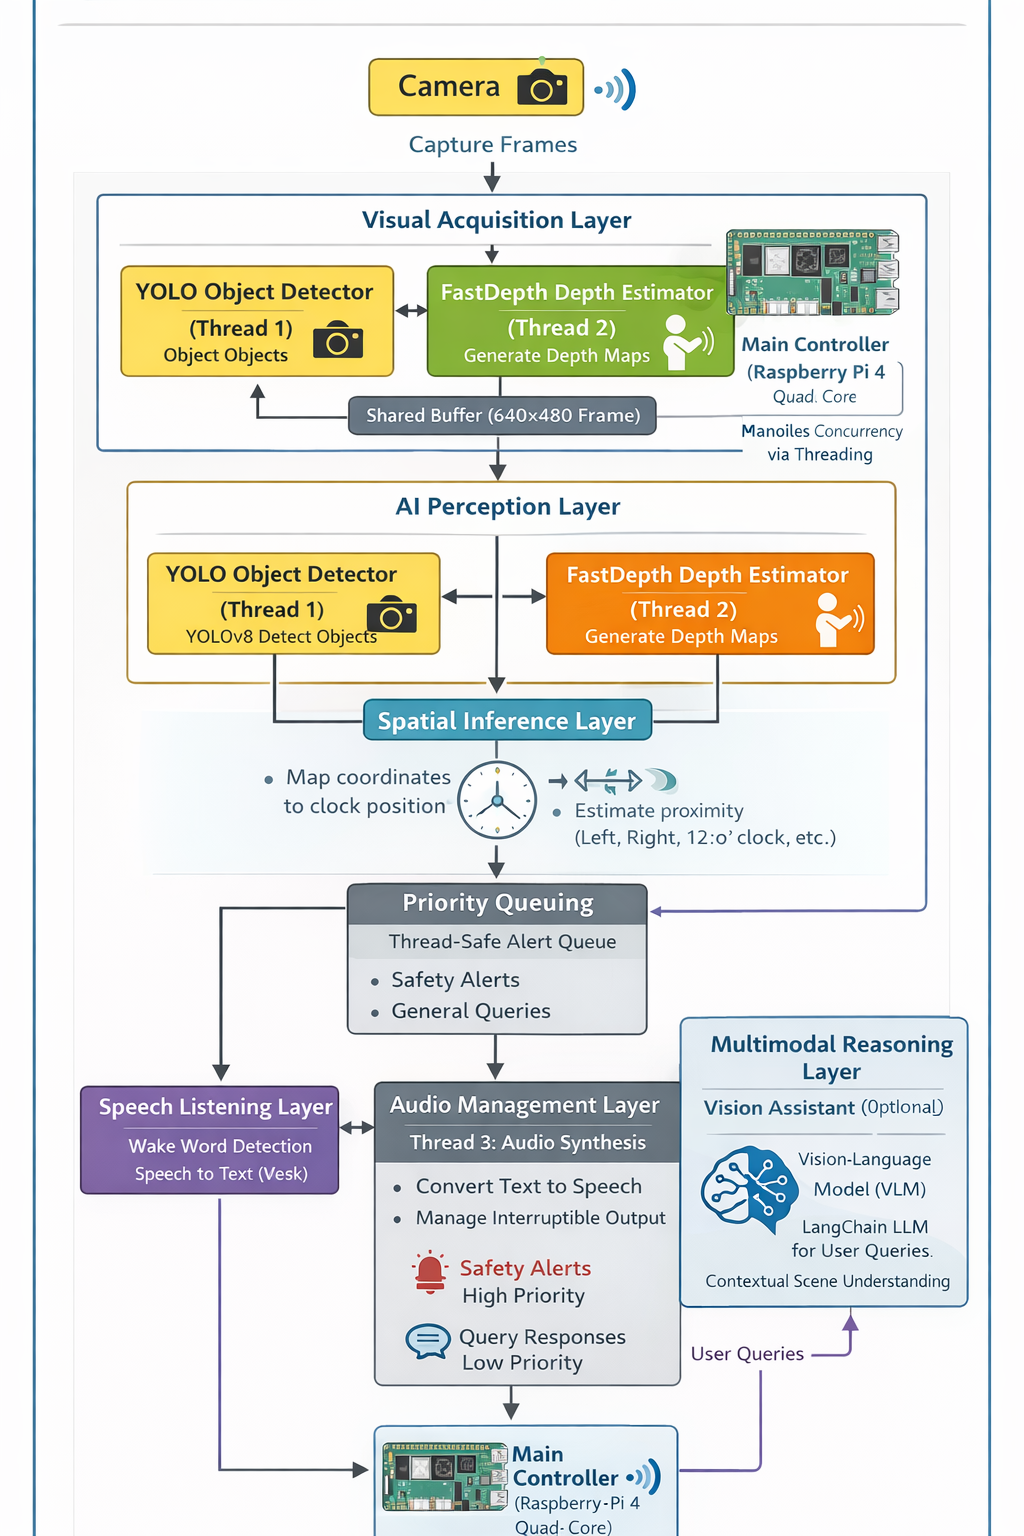 Camera
Capture Frames
Visual Acquisition Layer
YOLO Object Detector
(Thread 1)
Object Objects
FastDepth Depth Estimator
(Thread 2)
Generate Depth Maps
Main Controller
(Raspberry Pi 4
Quad. Core
Shared Buffer (640×480 Frame)
Manoiles Concurrency
via Threading
AI Perception Layer
YOLO Object Detector
(Thread 1)
YOLOv8 Detect Objects
FastDepth Depth Estimator
(Thread 2)
Generate Depth Maps
Spatial Inference Layer
• Map coordinates
to clock position
• Estimate proximity
(Left, Right, 12:o' clock, etc.)
Priority Queuing
Thread-Safe Alert Queue
• Safety Alerts
• General Queries
Speech Listening Layer
Wake Word Detection
Speech to Text (Vesk)
Audio Management Layer
Thread 3: Audio Synthesis
• Convert Text to Speech
• Manage Interruptible Output
Safety Alerts
High Priority
Query Responses
Low Priority
Multimodal Reasoning
Layer
Vision Assistant (Optional)
Vision-Language
Model (VLM)
LangChain LLM
for User Queries.
Contextual Scene Understanding
User Queries
Main
Controller
(Raspberry-Pi 4
Quad-Core)